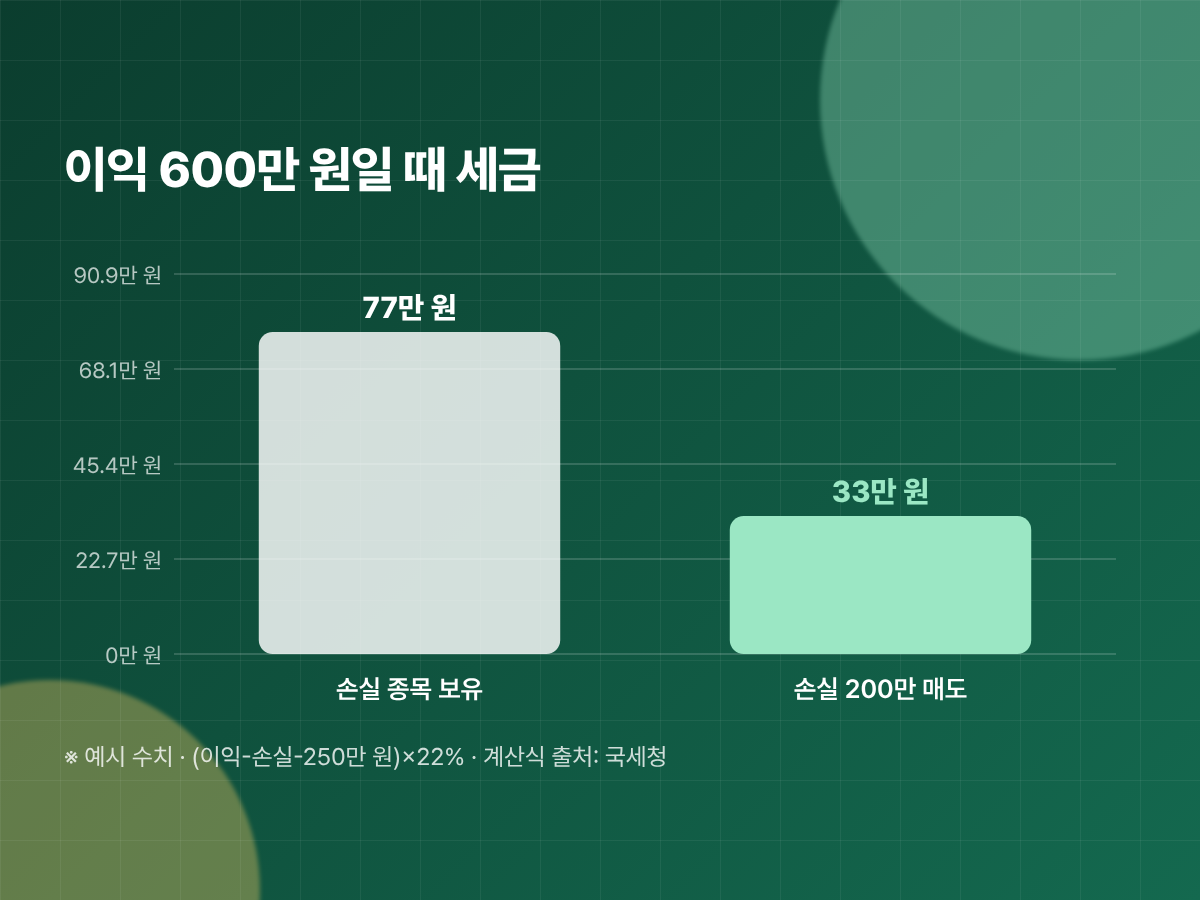 이익 600만 원일 때 세금
90.9만 원
77만 원
68.1만 원
45.4만 원
33만 원
22.7만 원
0만 원
손실 종목 보유
손실 200만 매도
※ 예시 수치 · (이익-손실-250만 원)×22% · 계산식 출처: 국세청